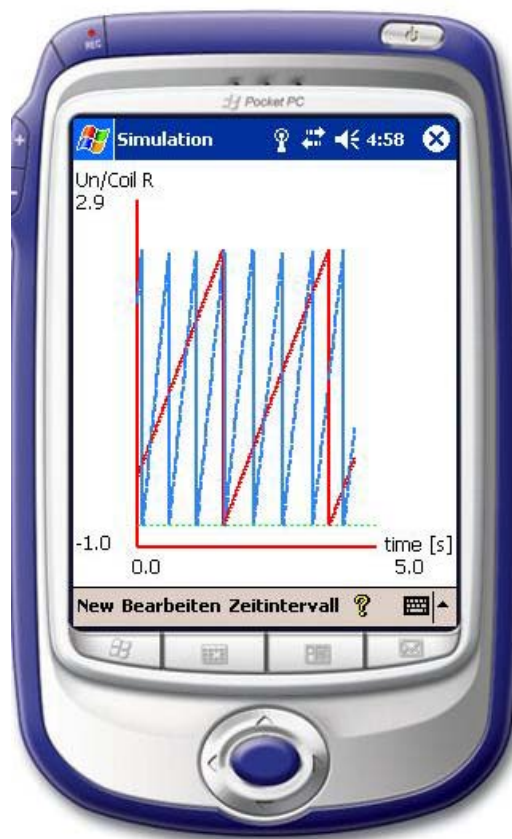 REC
Pocket PC
Simulation 4:58
Un/Coil R
2.9
-1.0
time [s]
0.0 5.0
New Bearbeiten Zeitintervall ?